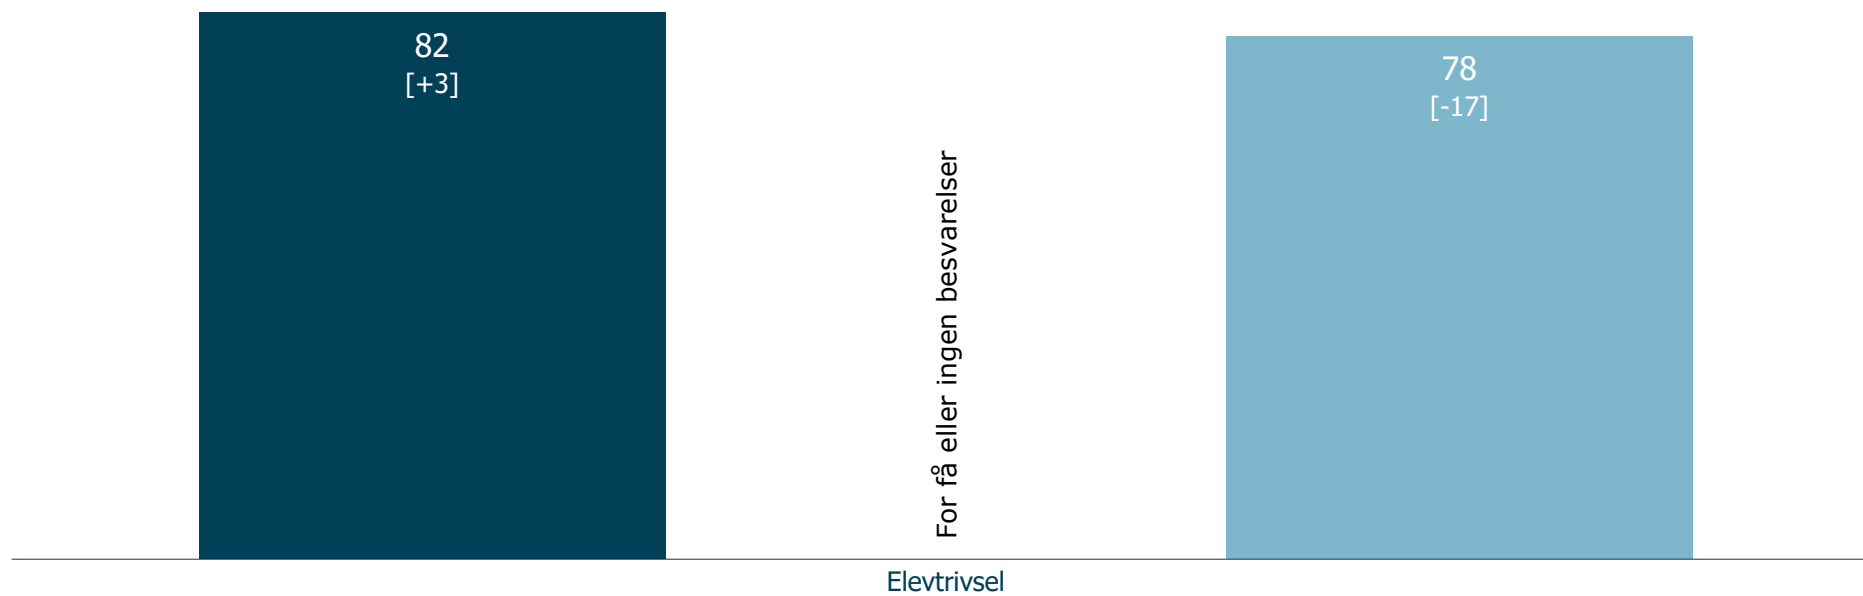 82
[+3]
For få eller ingen besvarelser
78
[-17]
Elevtrivsel